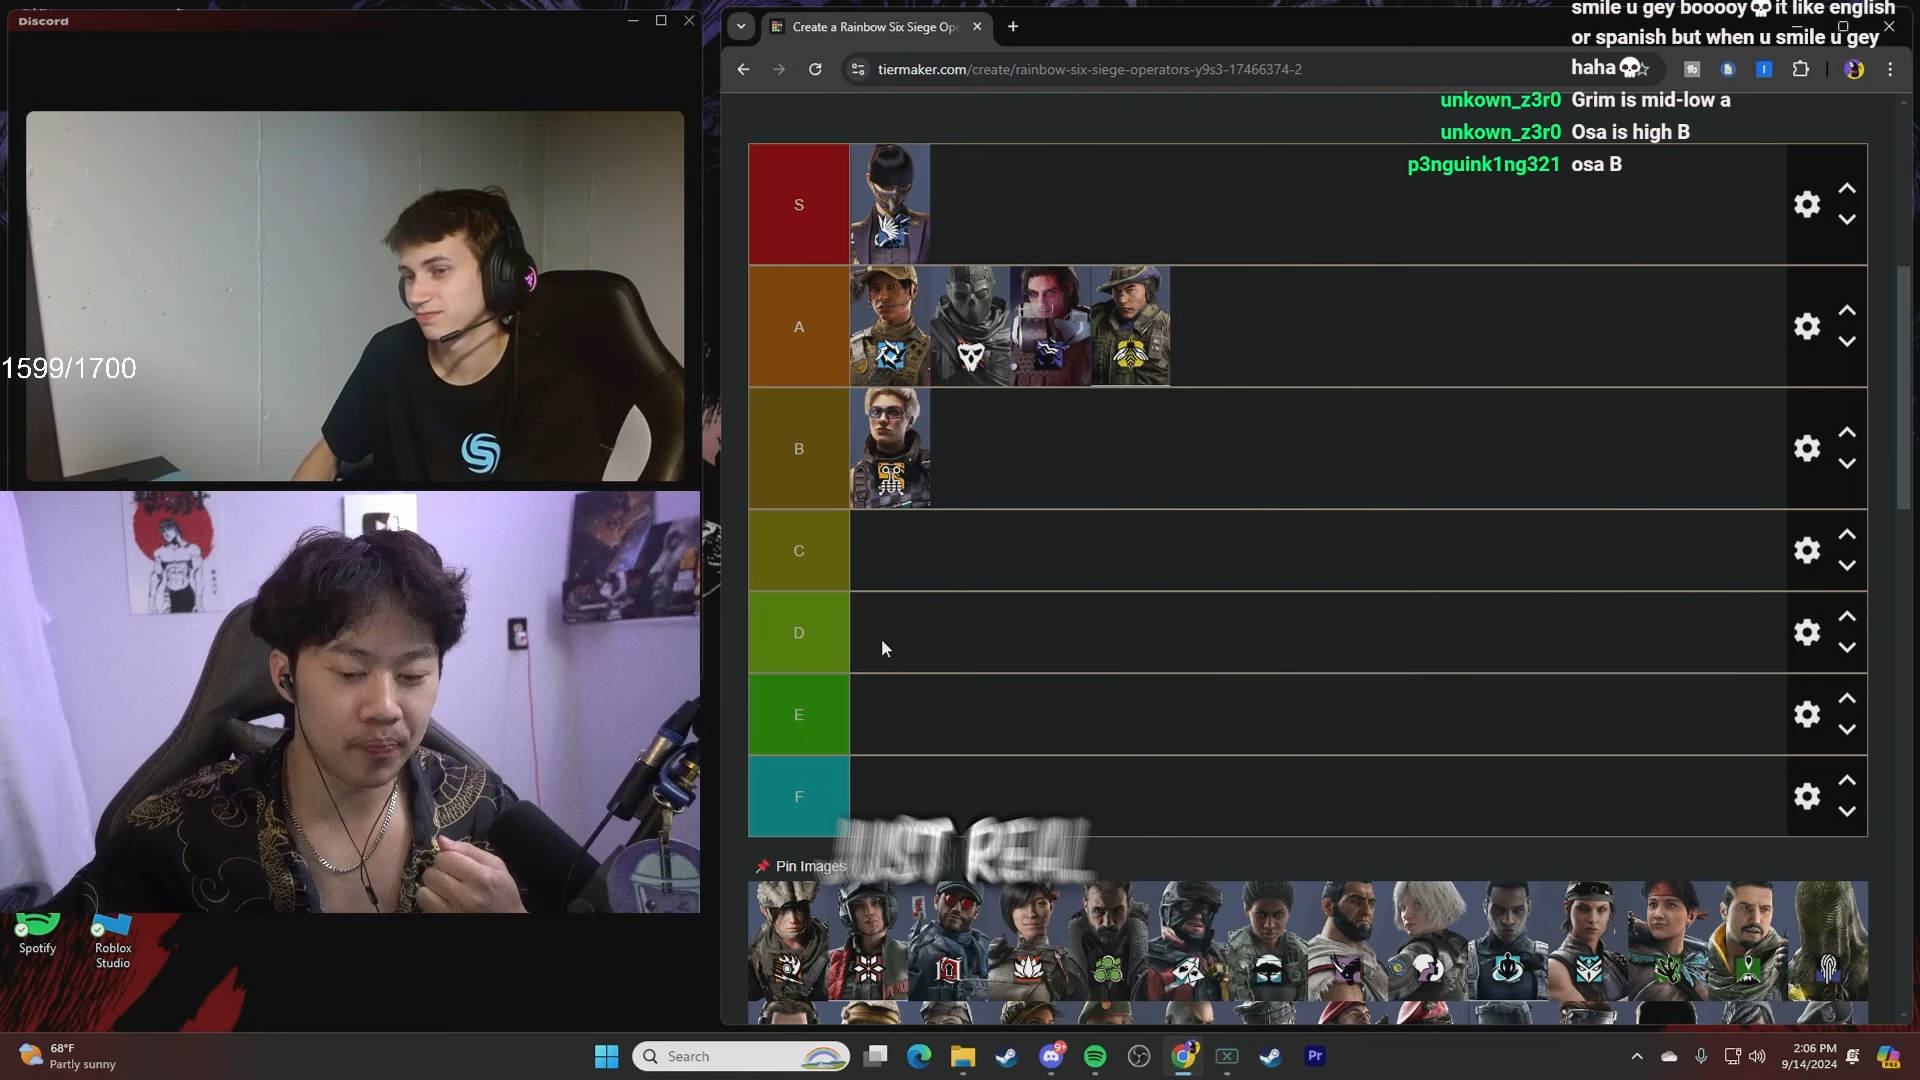 Discord
Create a Rainbow Six Siege Op
tiermaker.com/create/rainbow-six-siege-operators-y9s3-17466374-2
smile u gey booooy💀it like english
or spanish but when u smile u gey
haha💀
unkown_z3r0 Grim is mid-low a
unkown_z3r0 Osa is high B
p3nguink1ng321 osa B
S
A
B
C
D
E
F
1599/1700
Pin Images
Spotify
Roblox
Studio
68°F
Partly sunny
Search
9+
Pr
2:06 PM
9/14/2024
PRE